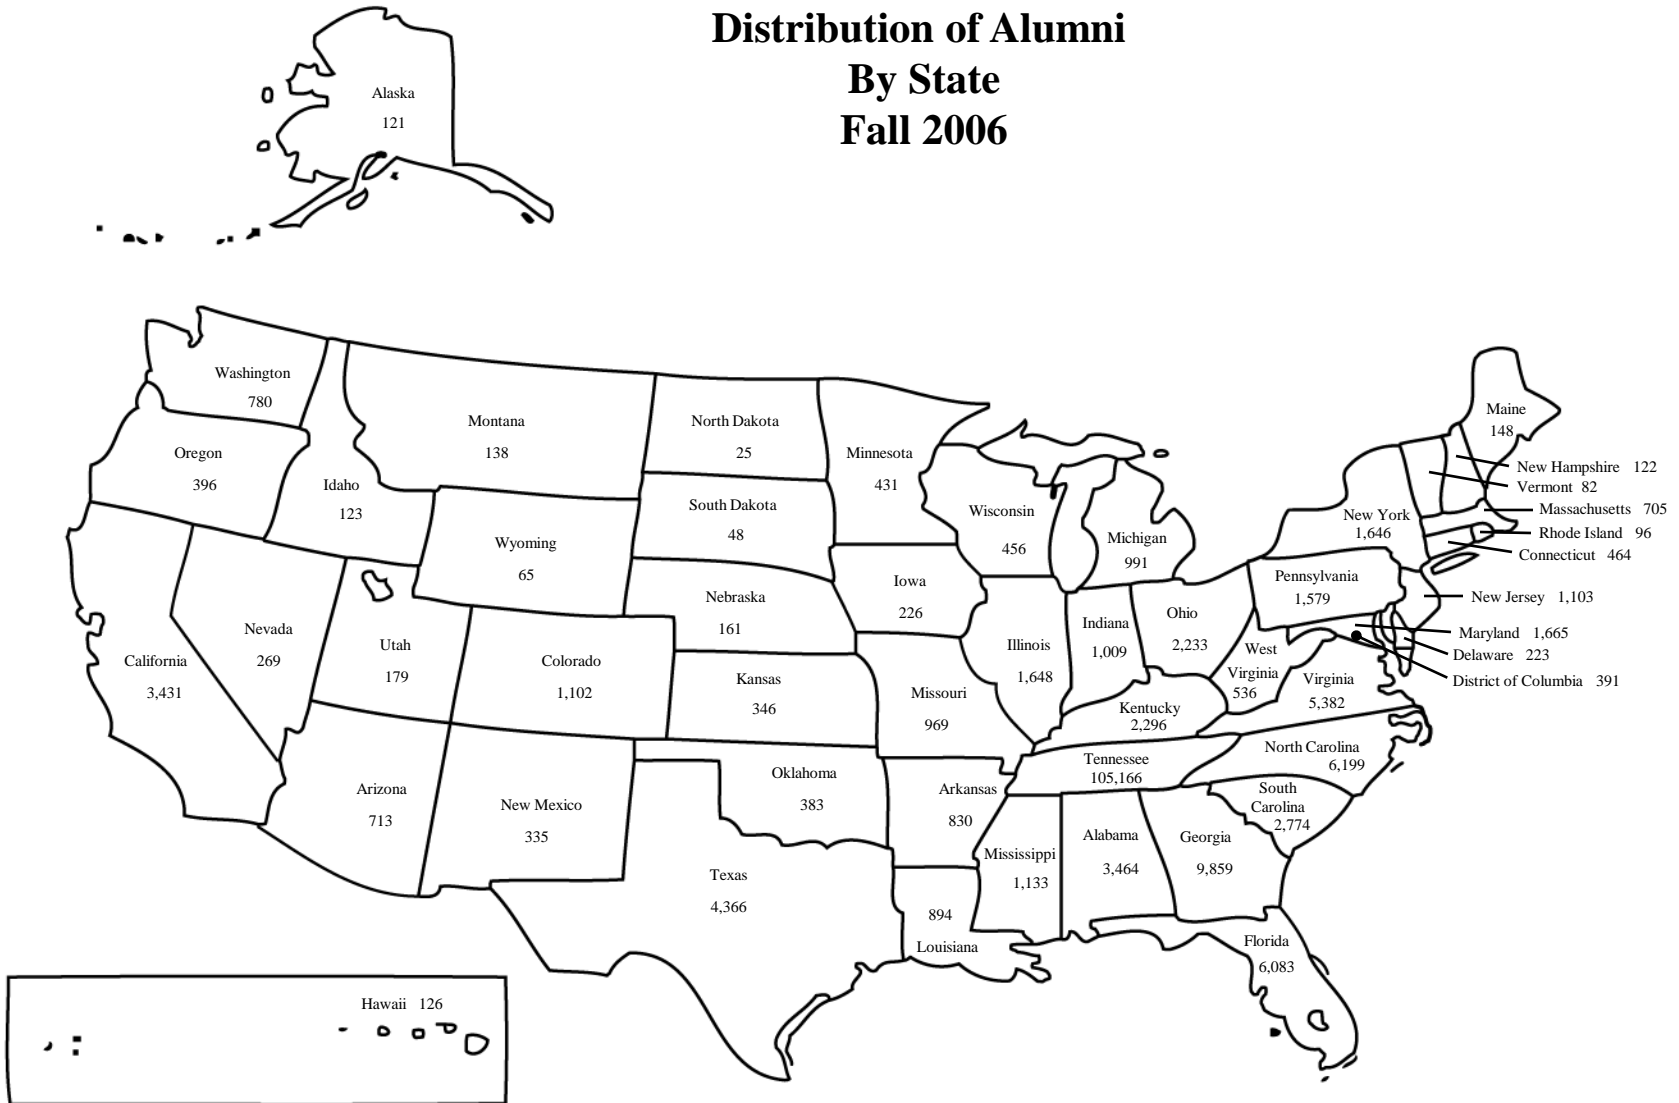 Distribution of Alumni
By State
Fall 2006
Alaska
121
Washington
780
Oregon
396
Idaho
123
Montana
138
North Dakota
25
Minnesota
431
South Dakota
48
Wyoming
65
Wisconsin
456
Michigan
991
New York
1,646
Maine
148
New Hampshire 122
Vermont 82
Massachusetts 705
Rhode Island 96
Connecticut 464
New Jersey 1,103
Maryland 1,665
Delaware 223
District of Columbia 391
Pennsylvania
1,579
Iowa
226
Nebraska
161
Nevada
269
Utah
179
California
3,431
Colorado
1,102
Kansas
346
Missouri
969
Illinois
1,648
Indiana
1,009
Ohio
2,233
West
Virginia
536
Virginia
5,382
Kentucky
2,296
North Carolina
6,199
Tennessee
105,166
South
Carolina
2,774
Arizona
713
New Mexico
335
Oklahoma
383
Arkansas
830
Mississippi
1,133
Alabama
3,464
Georgia
9,859
Texas
4,366
894
Louisiana
Florida
6,083
Hawaii 126